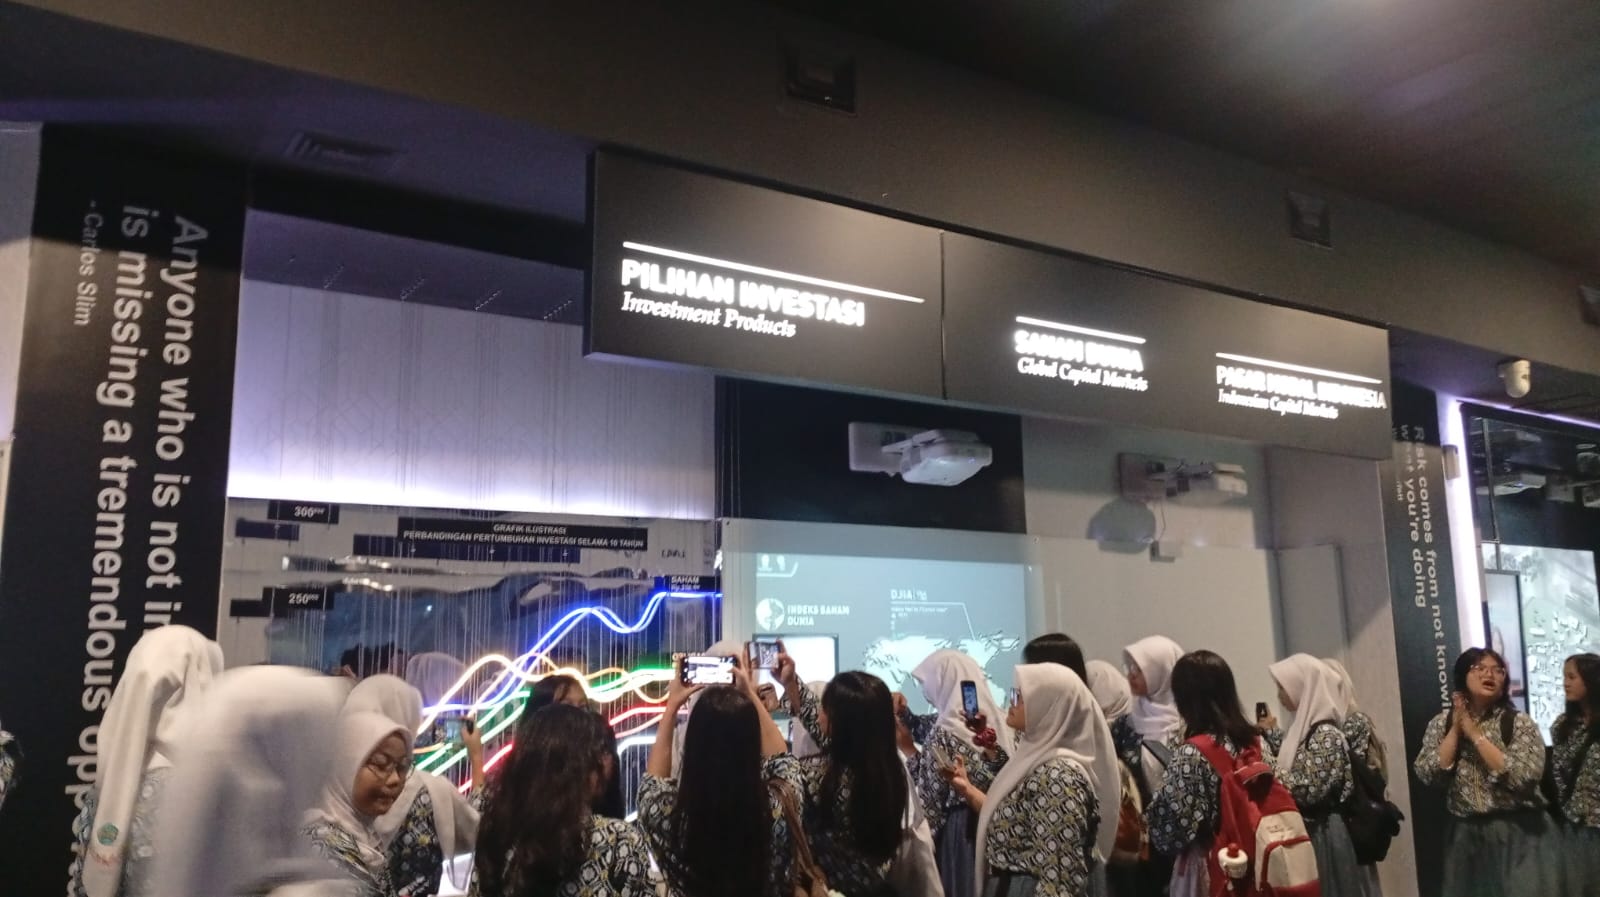 Anyone who is not in
is missing a tremendous opp
- Carlos Slim
PILIHAN INVESTASI
Investment Products
SAHAM DUNIA
Global Capital Markets
PASAR MODAL INDONESIA
Indonesian Capital Markets
300
250
GRAFIK ILUSTRASI
PERBANDINGAN PERTUMBUHAN INVESTASI SELAMA 10 TAHUN
SAHAM
INDEKS SAHAM
DUNIA
DJIA
Risk comes from not knowi
you're doing